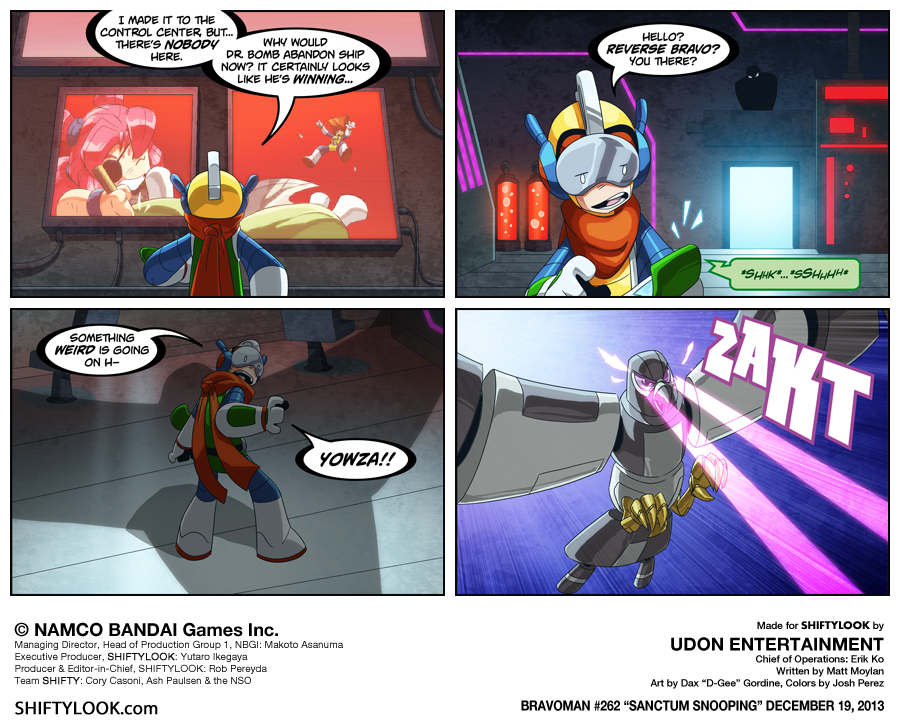 I MADE IT TO THE
CONTROL CENTER, BUT...
THERE'S NOBODY
HERE.
WHY WOULD
DR. BOMB ABANDON SHIP
NOW? IT CERTAINLY LOOKS
LIKE HE'S WINNING...
HELLO?
REVERSE BRAVO?
YOU THERE?
*SHHK*...*SSHHHH*
SOMETHING
WEIRD IS GOING
ON H–
YOWZA!!
ZAKT
© NAMCO BANDAI Games Inc.
Managing Director, Head of Production Group 1, NBGI: Makoto Asanuma
Executive Producer, SHIFTYLOOK: Yutaro Ikegaya
Producer & Editor-in-Chief, SHIFTYLOOK: Rob Pereyda
Team SHIFTY: Cory Casoni, Ash Paulsen & the NSO
SHIFTYLOOK.com
Made for SHIFTYLOOK by
UDON ENTERTAINMENT
Chief of Operations: Erik Ko
Written by Matt Moylan
Art by Dax “D-Gee” Gordine, Colors by Josh Perez
BRAVOMAN #262 “SANCTUM SNOOPING” DECEMBER 19, 2013